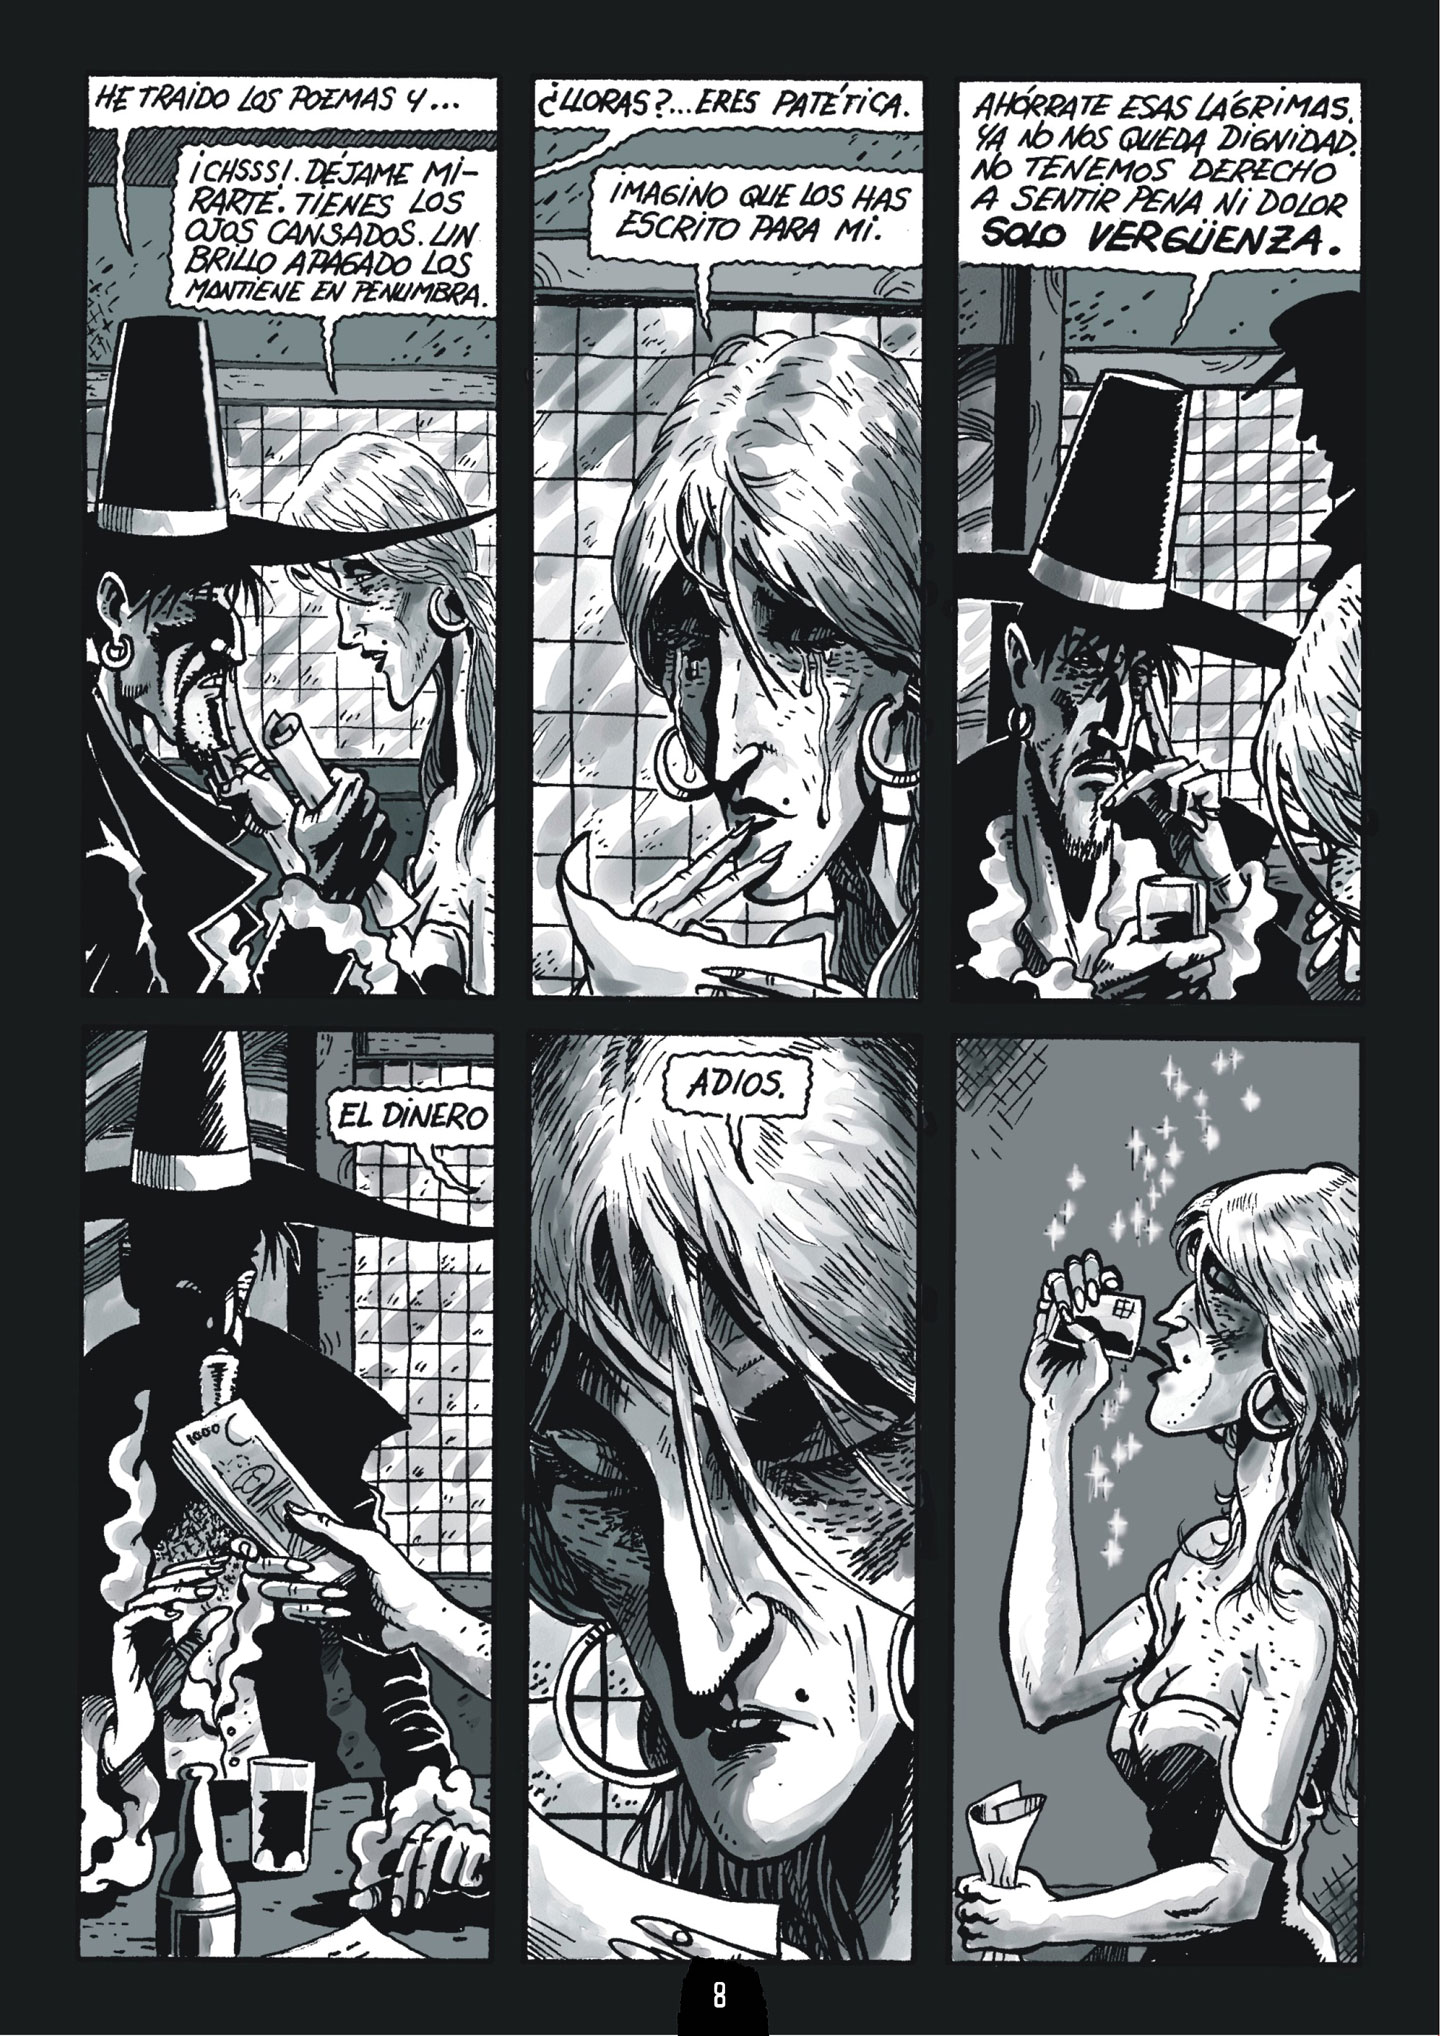 HE TRAIDO LOS POEMAS Y...
¡CHSSS!. DÉJAME MI-
RARTE. TIENES LOS
OJOS CANSADOS. UN
BRILLO APAGADO LOS
MANTIENE EN PENUMBRA.
¿LLORAS?...ERES PATÉTICA.
IMAGINO QUE LOS HAS
ESCRITO PARA MI.
AHÓRRATE ESAS LÁGRIMAS.
YA NO NOS QUEDA DIGNIDAD.
NO TENEMOS DERECHO
A SENTIR PENA NI DOLOR
SOLO VERGÜENZA.
EL DINERO
1000
ADIOS.
8